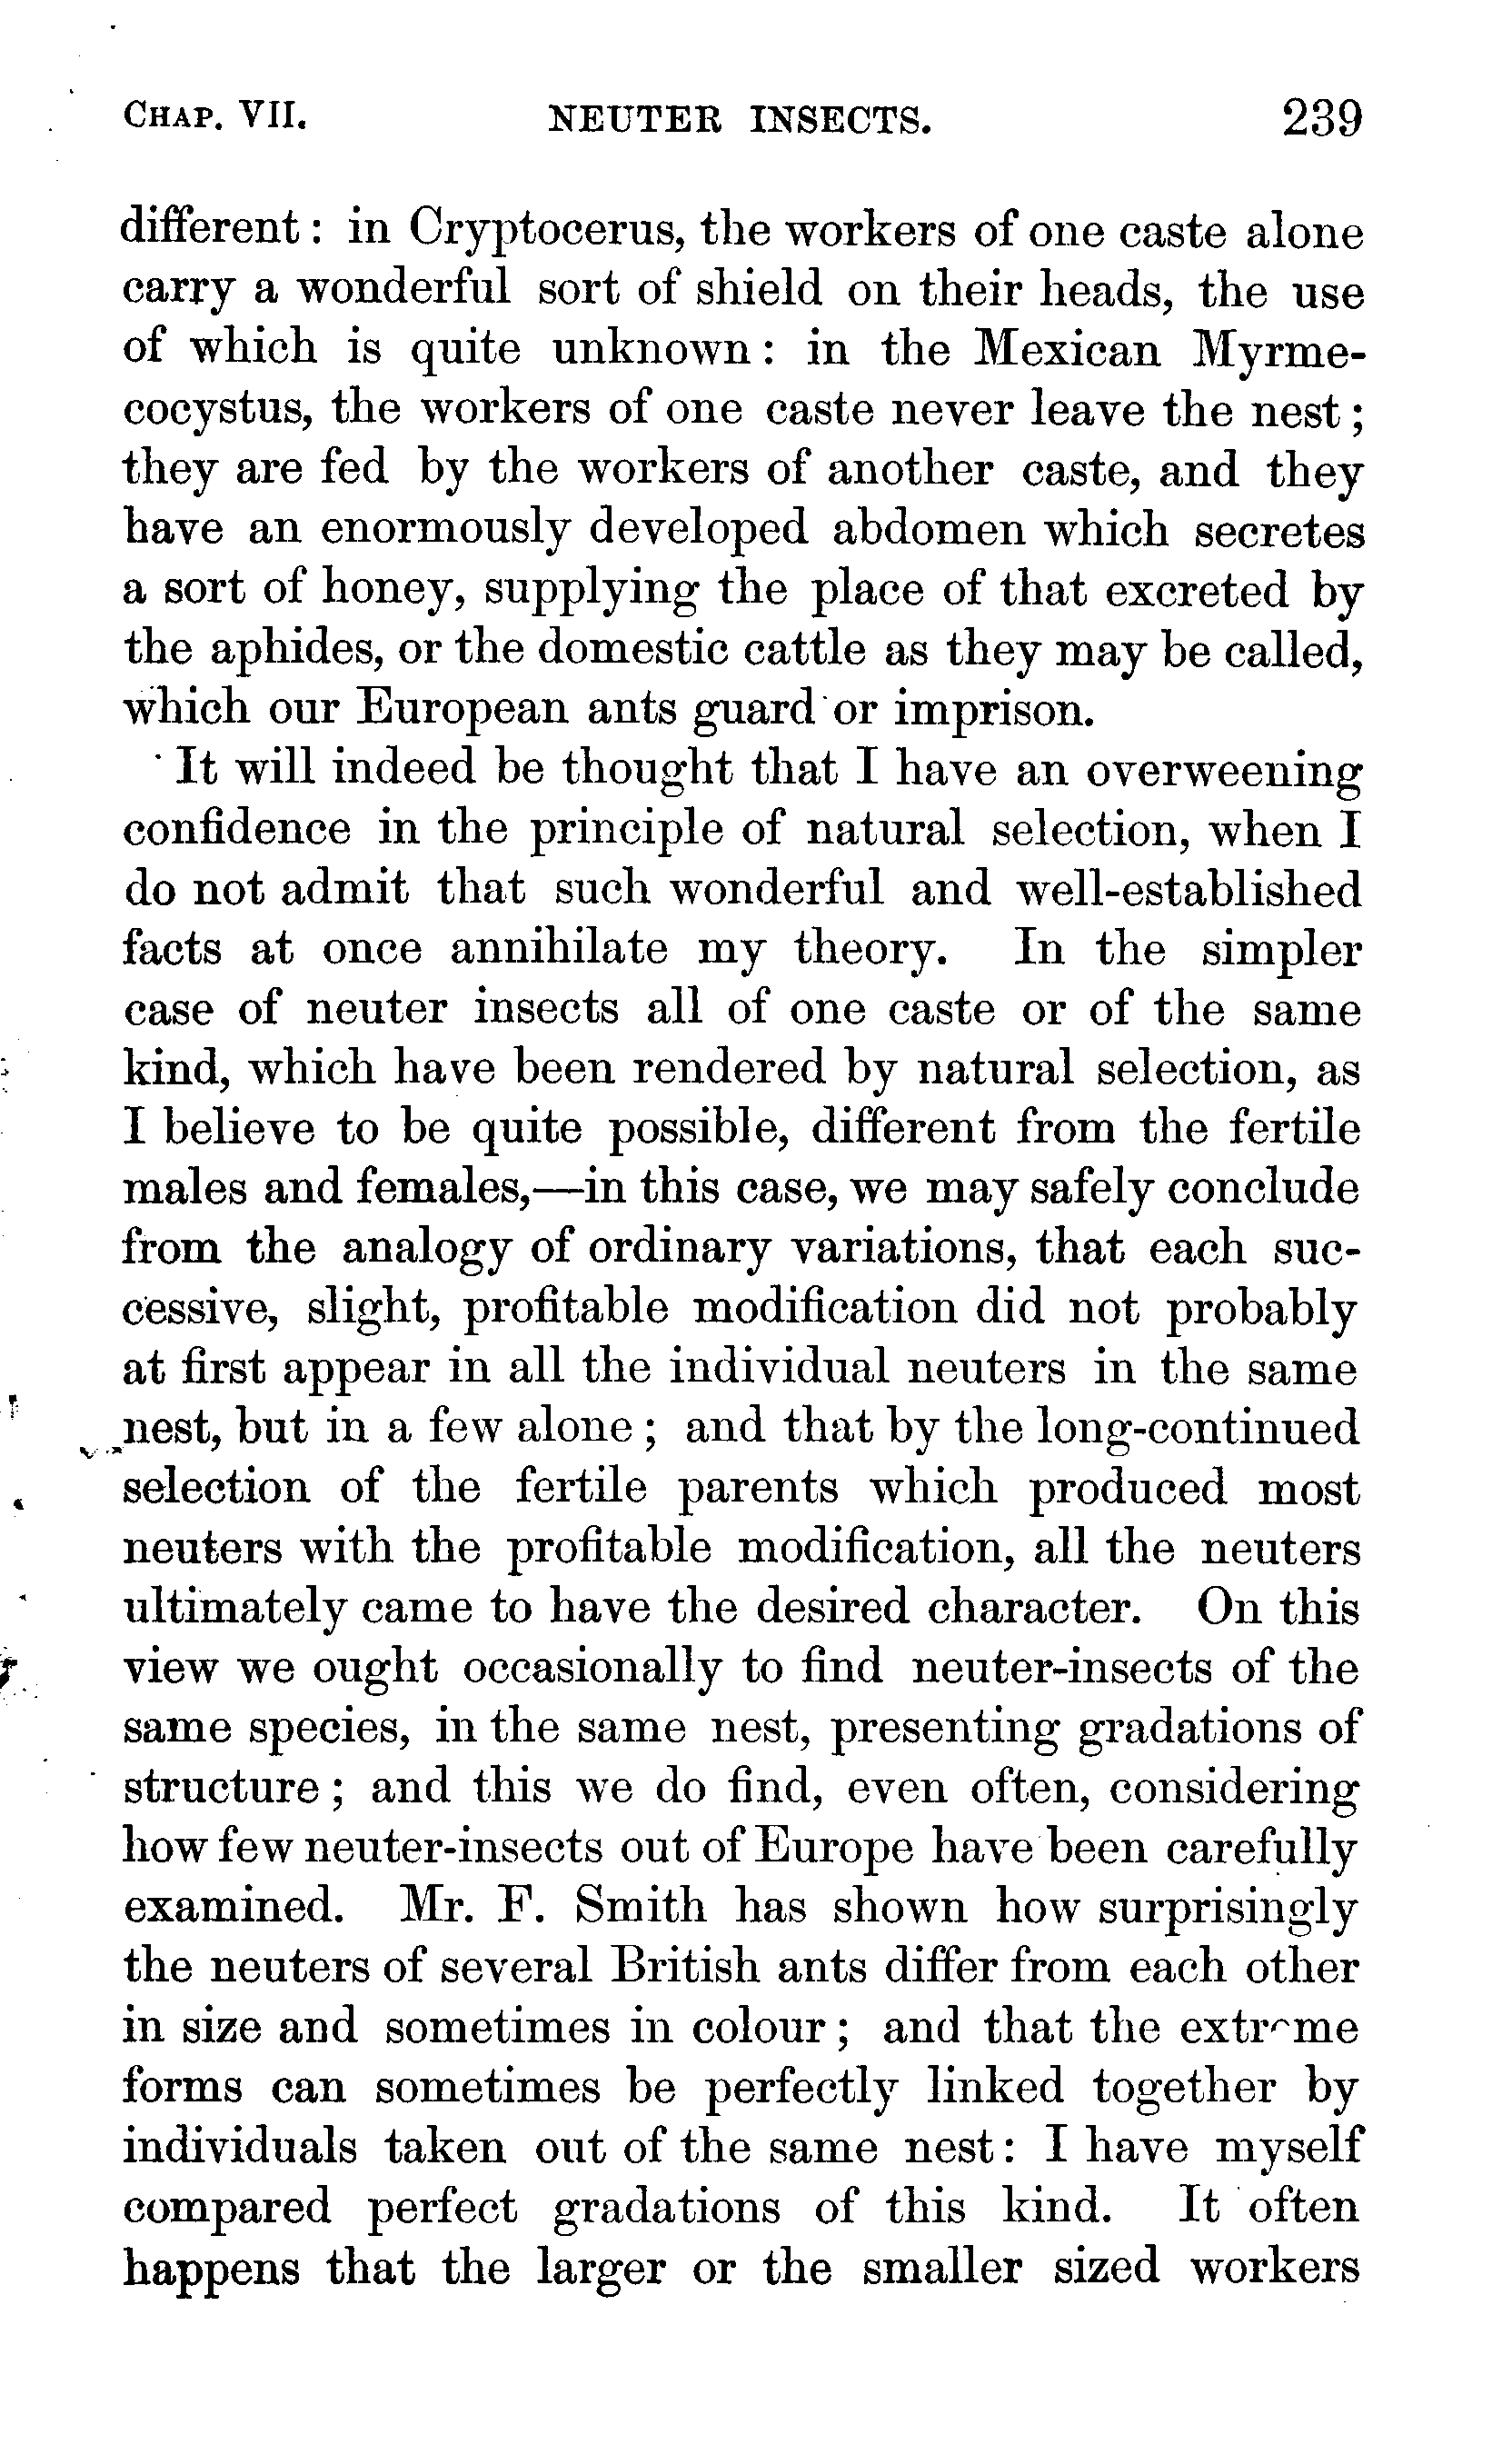 CHAP. VII. NEUTER INSECTS. 239
different: in Cryptocerus, the workers of one caste alone
carry a wonderful sort of shield on their heads, the use
of which is quite unknown: in the Mexican Myrme-
cocystus, the workers of one caste never leave the nest;
they are fed by the workers of another caste, and they
have an enormously developed abdomen which secretes
a sort of honey, supplying the place of that excreted by
the aphides, or the domestic cattle as they may be called,
which our European ants guard or imprison.
It will indeed be thought that I have an overweening
confidence in the principle of natural selection, when I
do not admit that such wonderful and well-established
facts at once annihilate my theory. In the simpler
case of neuter insects all of one caste or of the same
kind, which have been rendered by natural selection, as
I believe to be quite possible, different from the fertile
males and females,—in this case, we may safely conclude
from the analogy of ordinary variations, that each suc-
cessive, slight, profitable modification did not probably
at first appear in all the individual neuters in the same
nest, but in a few alone; and that by the long-continued
selection of the fertile parents which produced most
neuters with the profitable modification, all the neuters
ultimately came to have the desired character. On this
view we ought occasionally to find neuter-insects of the
same species, in the same nest, presenting gradations of
structure; and this we do find, even often, considering
how few neuter-insects out of Europe have been carefully
examined. Mr. F. Smith has shown how surprisingly
the neuters of several British ants differ from each other
in size and sometimes in colour; and that the extreme
forms can sometimes be perfectly linked together by
individuals taken out of the same nest: I have myself
compared perfect gradations of this kind. It often
happens that the larger or the smaller sized workers